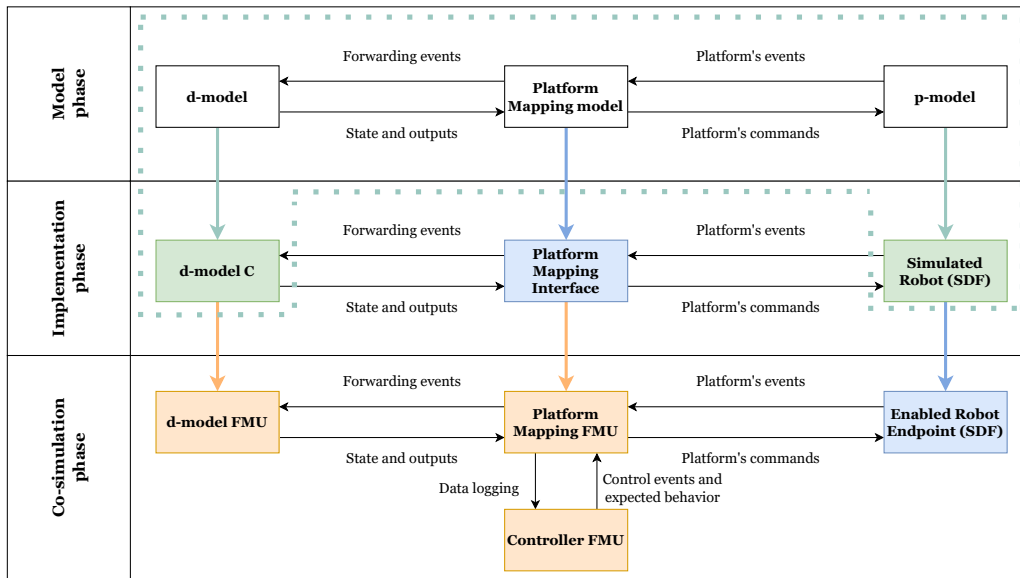 Model
phase
Forwarding events
Platform's events
d-model
Platform
Mapping model
p-model
State and outputs
Platform's commands
Implementation
phase
Forwarding events
Platform's events
d-model C
Platform
Mapping
Interface
Simulated
Robot (SDF)
State and outputs
Platform's commands
Co-simulation
phase
Forwarding events
Platform's events
d-model FMU
Platform
Mapping FMU
Enabled Robot
Endpoint (SDF)
State and outputs
Platform's commands
Data logging
Control events and
expected behavior
Controller FMU